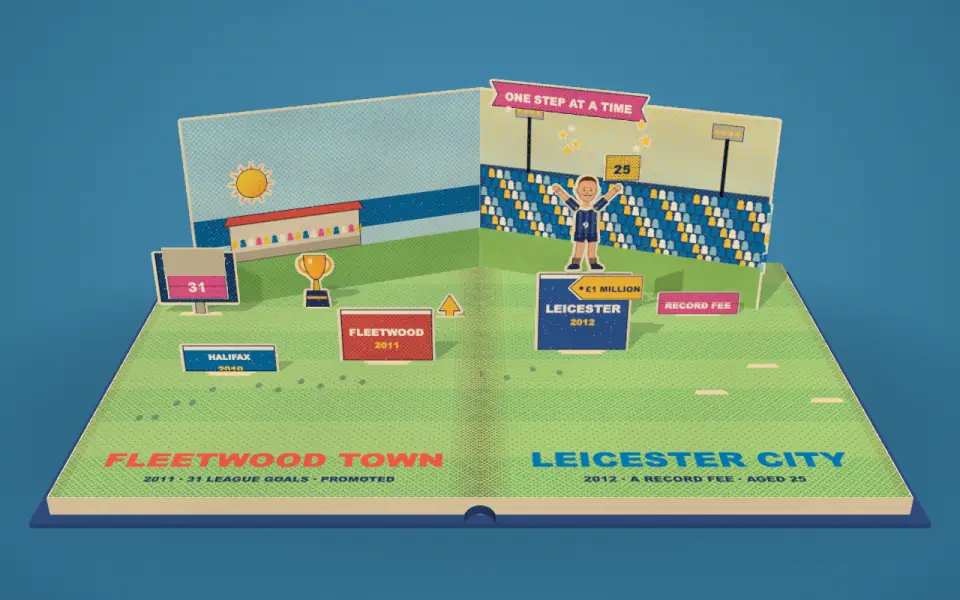 ONE STEP AT A TIME
25
31
£1 MILLION
RECORD FEE
LEICESTER
2012
FLEETWOOD
2011
HALIFAX
2010
FLEETWOOD TOWN
2011 · 31 LEAGUE GOALS · PROMOTED
LEICESTER CITY
2012 · A RECORD FEE · AGED 25